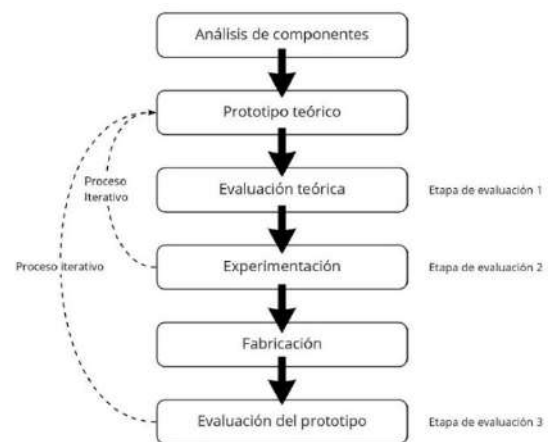 Análisis de componentes
Prototipo teórico
Proceso
Iterativo
Evaluación teórica
Etapa de evaluación 1
Proceso iterativo
Experimentación
Etapa de evaluación 2
Fabricación
Evaluación del prototipo
Etapa de evaluación 3